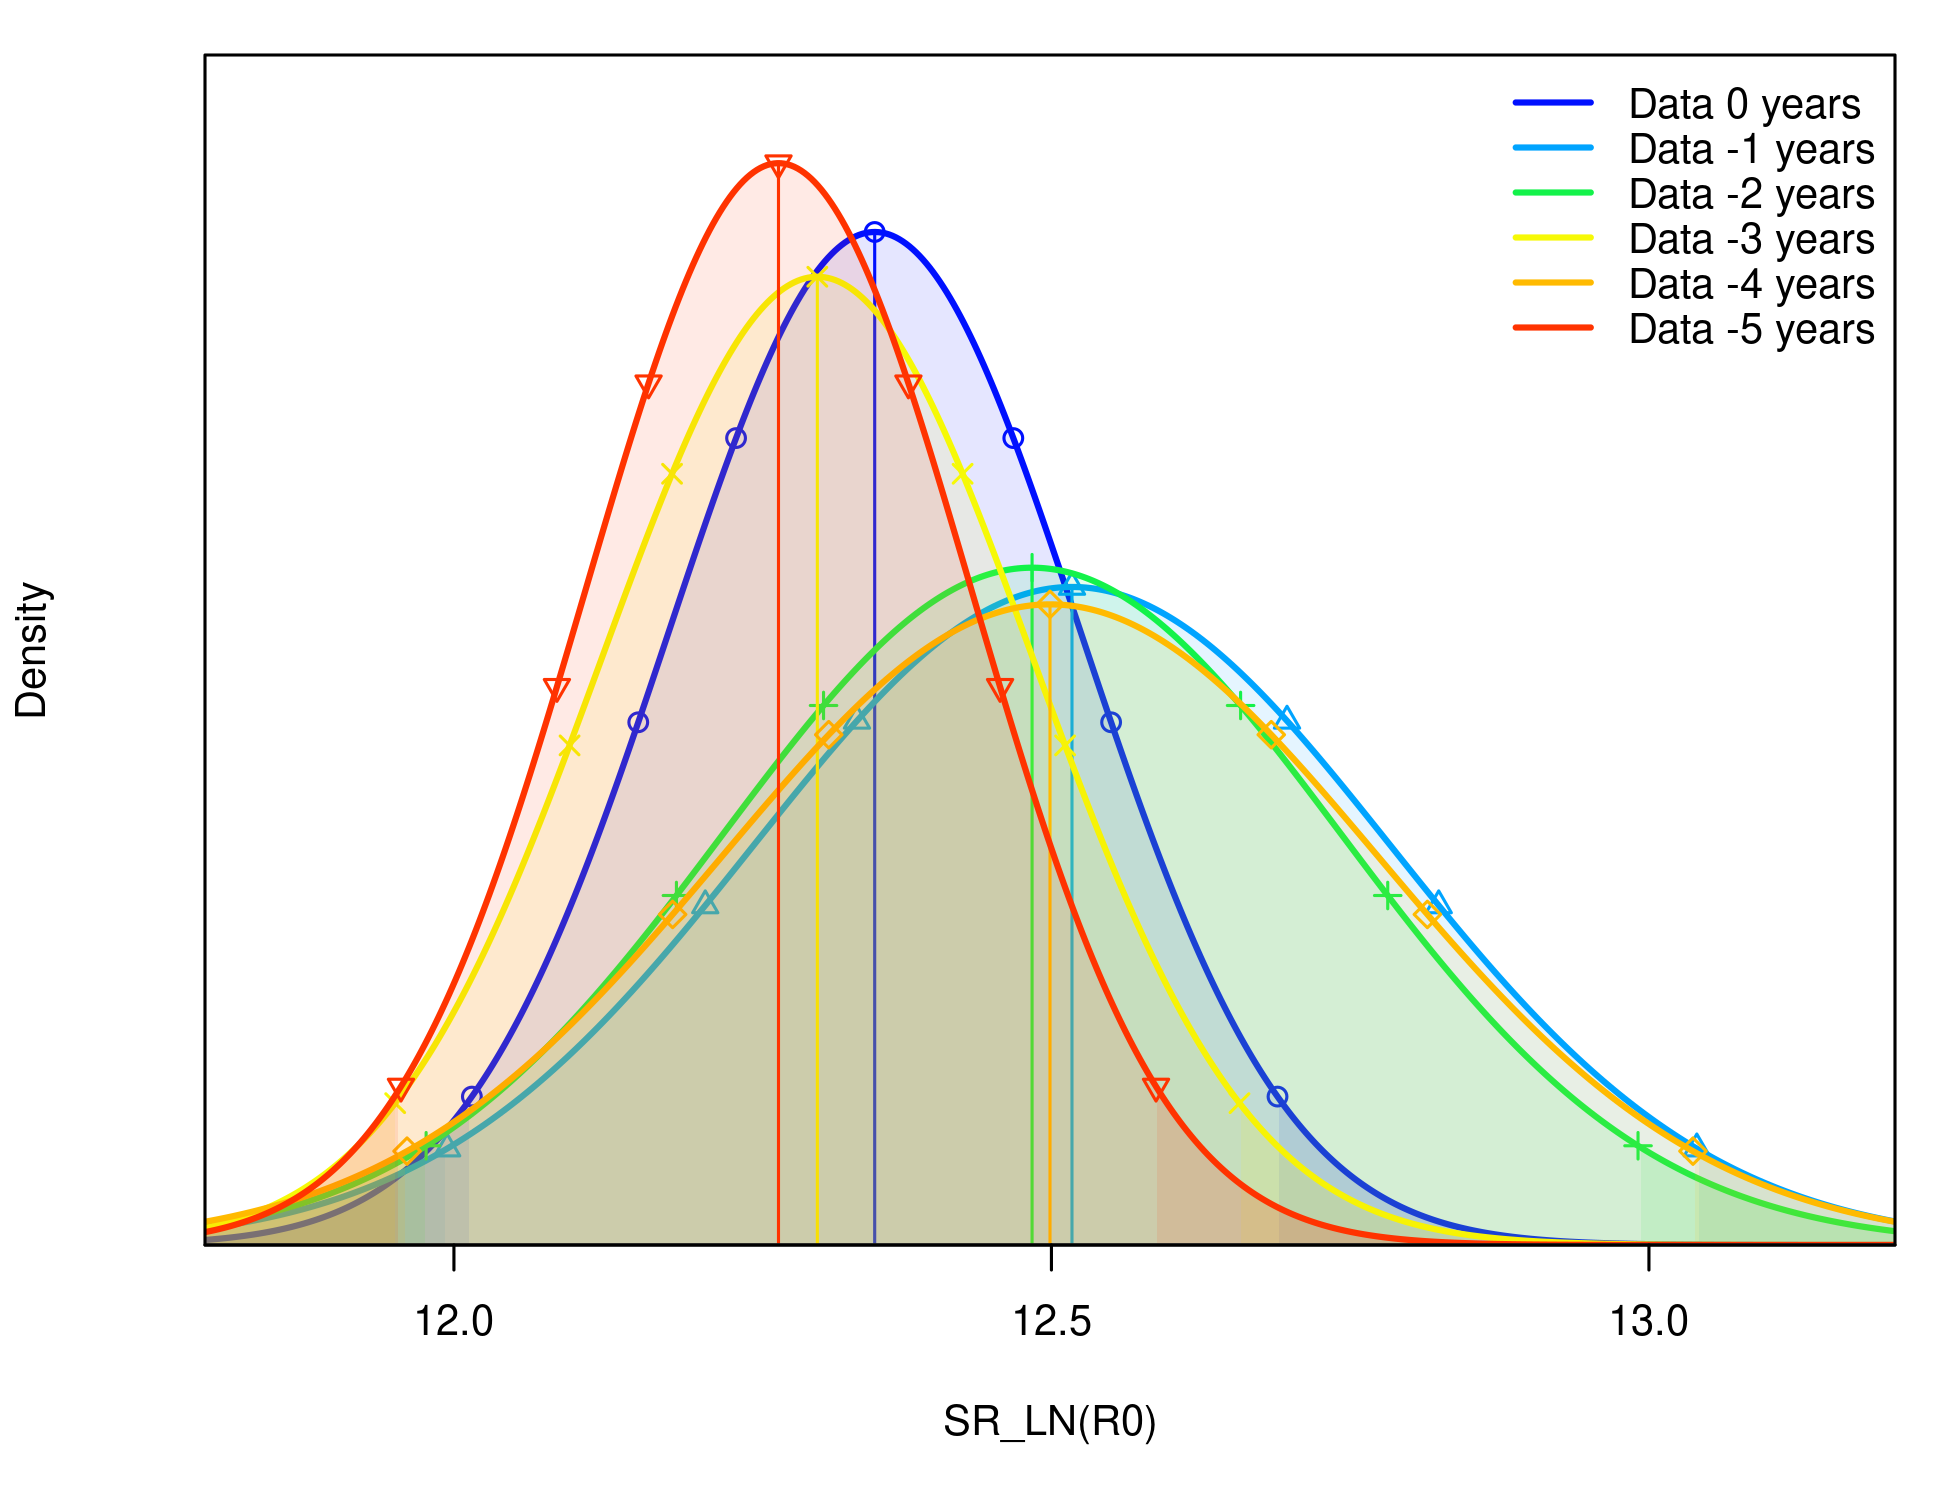 Data 0 years
Data -1 years
Data -2 years
Data -3 years
Data -4 years
Data -5 years
Density
12.0
12.5
13.0
SR_LN(R0)